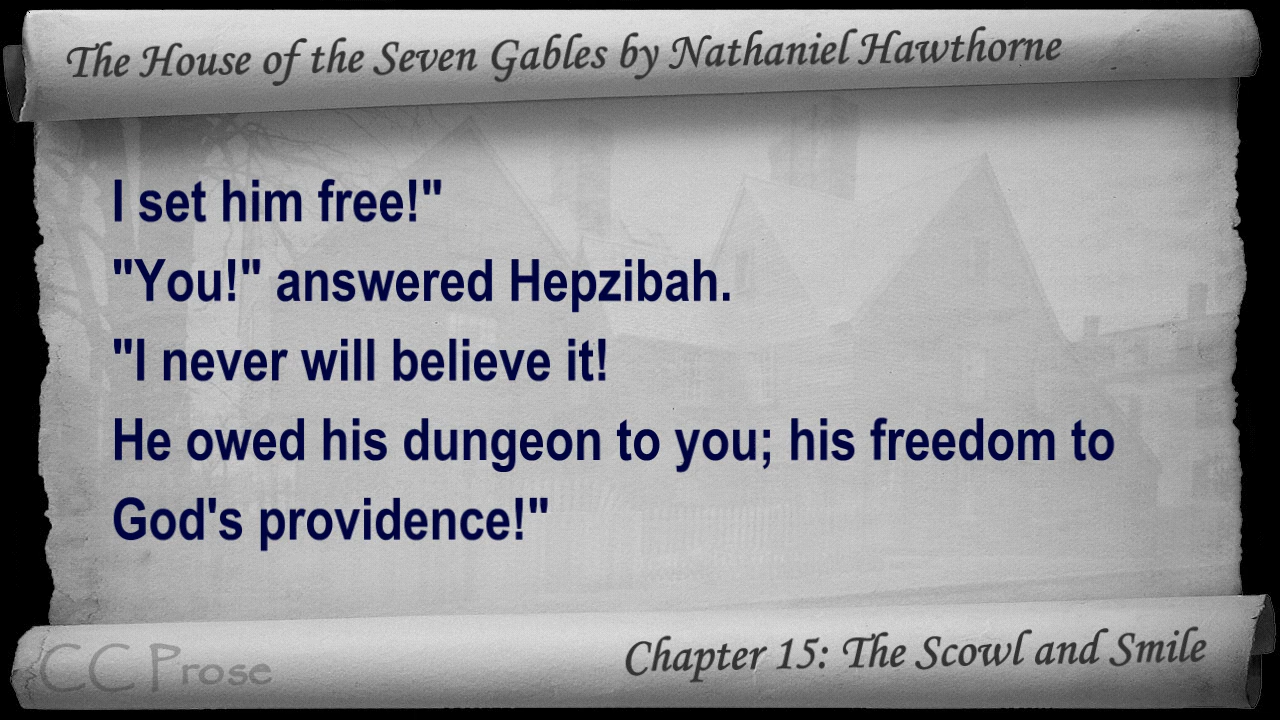 The House of the Seven Gables by Nathaniel Hawthorne
I set him free!"
"You!" answered Hepzibah.
"I never will believe it!
He owed his dungeon to you; his freedom to
God's providence!"
CC Prose
Chapter 15: The Scowl and Smile